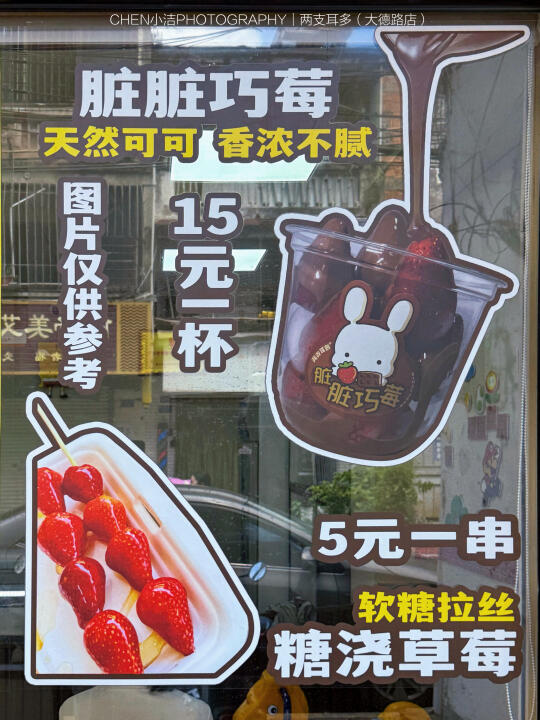 CHEN小洁PHOTOGRAPHY｜两支耳多（大德路店）
脏脏巧莓
天然可可 香浓不腻
图片仅供参考
15元一杯
脏脏巧莓
5元一串
软糖拉丝
糖浇草莓